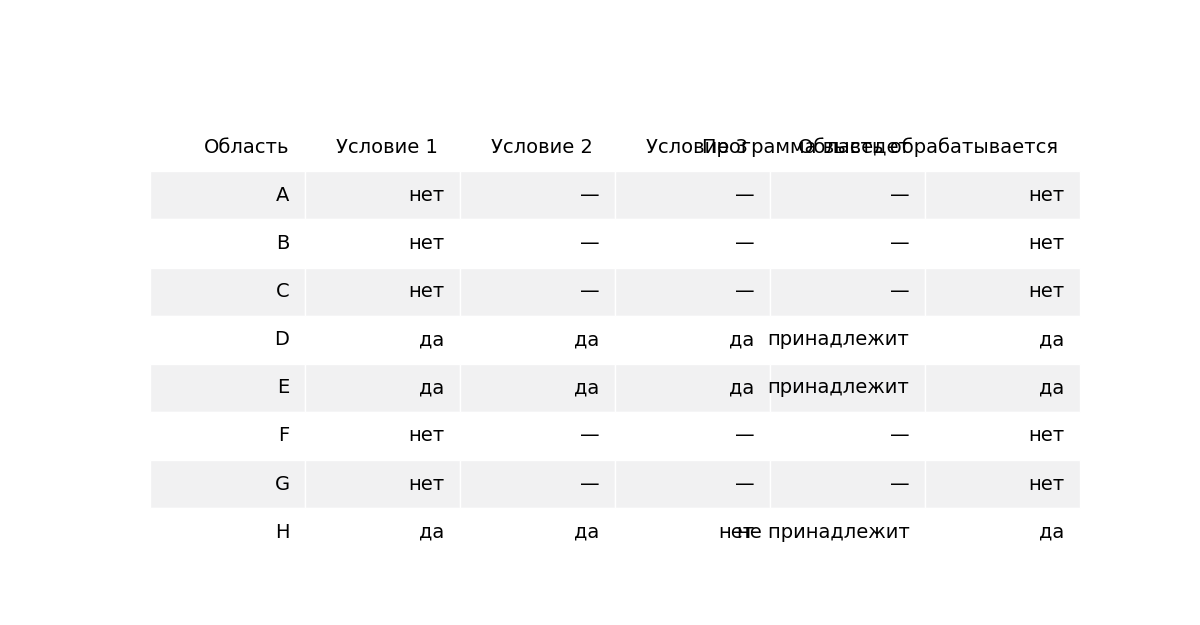 Область Условие 1 Условие 2 Условие 3 Программа выведет Область обрабатывается
A нет — — — нет
B нет — — — нет
C нет — — — нет
D да да да принадлежит да
E да да да принадлежит да
F нет — — — нет
G нет — — — нет
H да да нет не принадлежит да